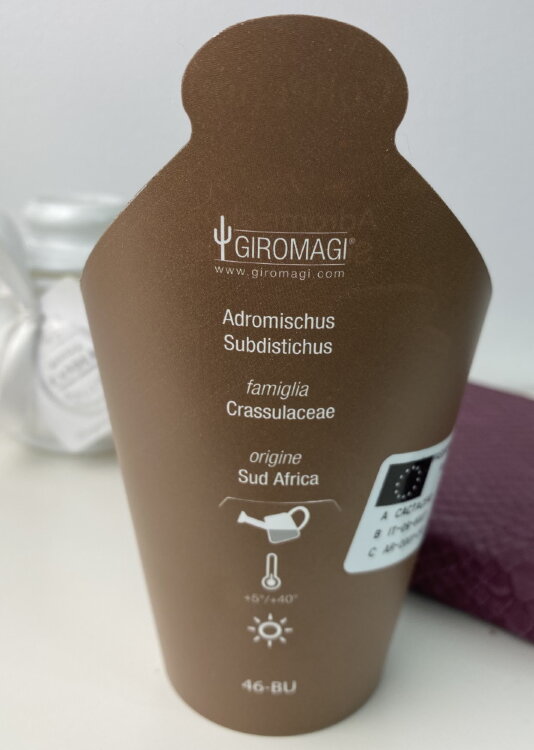 GIROMAGI®
www.giromagi.com
Adromischus
Subdistichus
famiglia
Crassulaceae
origine
Sud Africa
+5°/+40°
46-BU
A
B
C